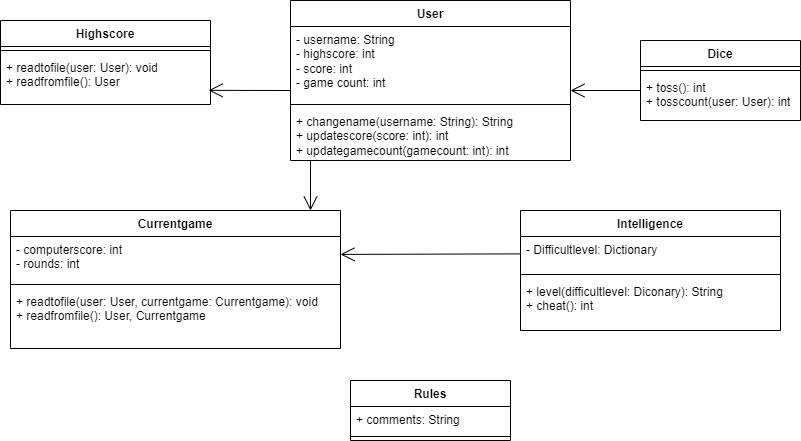 Highscore
+ readtofile(user: User): void
+ readfromfile(): User
User
- username: String
- highscore: int
- score: int
- game count: int
+ changename(username: String): String
+ updatescore(score: int): int
+ updategamecount(gamecount: int): int
Dice
+ toss(): int
+ tosscount(user: User): int
Currentgame
- computerscore: int
- rounds: int
+ readtofile(user: User, currentgame: Currentgame): void
+ readfromfile(): User, Currentgame
Intelligence
- Difficultlevel: Dictionary
+ level(difficultlevel: Diconary): String
+ cheat(): int
Rules
+ comments: String